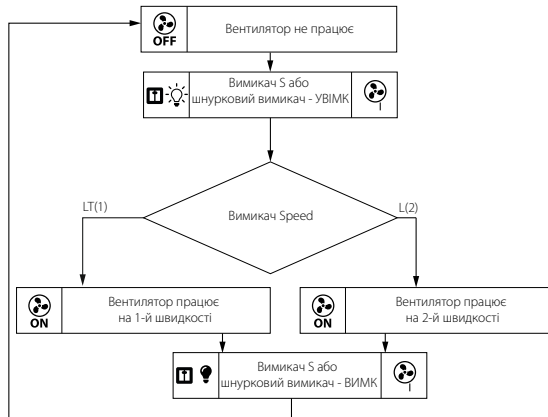 OFF
Вентилятор не працює
Вимикач S або
шнурковий вимикач - УВІМК
LT(1)
Вимикач Speed
L(2)
ON
Вентилятор працює
на 1-й швидкості
ON
Вентилятор працює
на 2-й швидкості
Вимикач S або
шнурковий вимикач - ВИМК